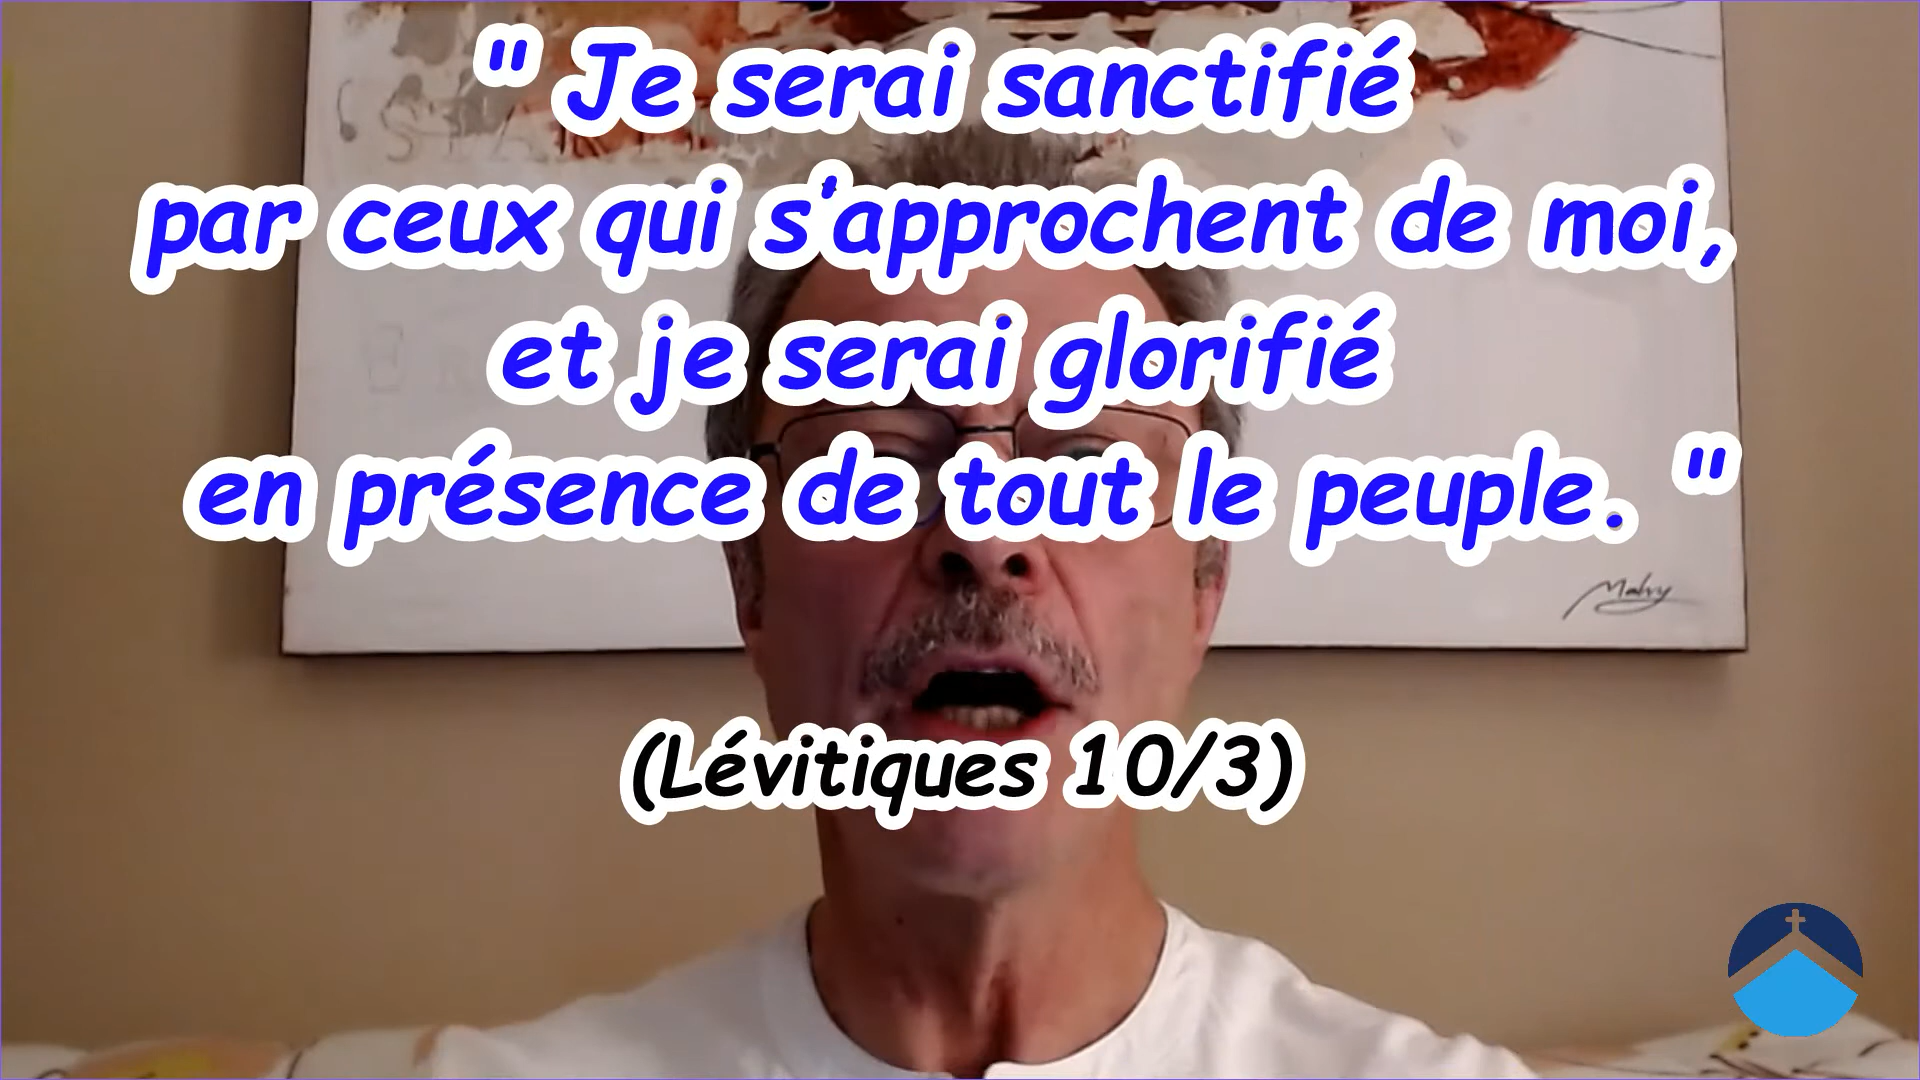 " Je serai sanctifié
par ceux qui s'approchent de moi,
et je serai glorifié
en présence de tout le peuple. "
Malvy
(Lévitiques 10/3)